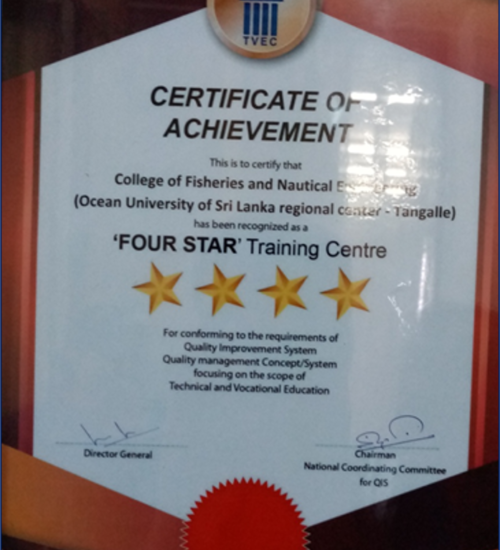 TVEC
CERTIFICATE OF
ACHIEVEMENT
This is to certify that
College of Fisheries and Nautical Engineering
(Ocean University of Sri Lanka regional center - Tangalle)
has been recognized as a
‘FOUR STAR’ Training Centre
For conforming to the requirements of
Quality Improvement System
Quality management Concept/System
focusing on the scope of
Technical and Vocational Education
Director General
Chairman
National Coordinating Committee
for QIS